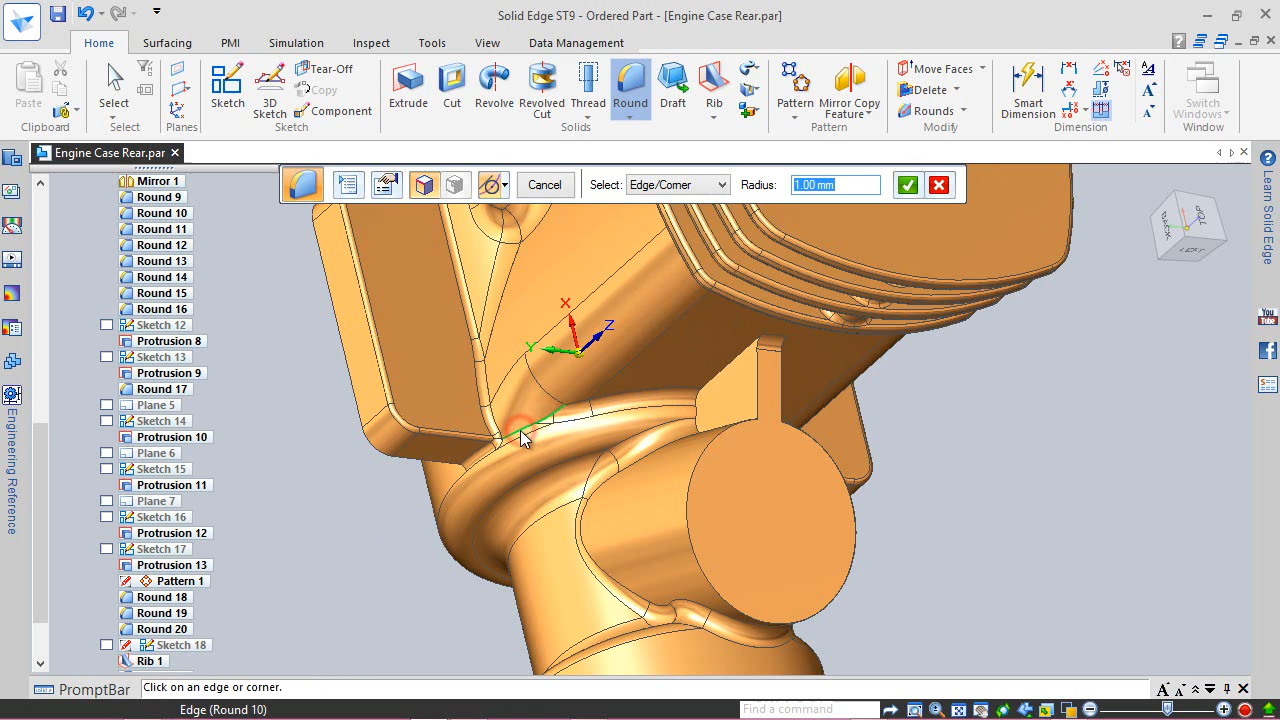 Solid Edge ST9 - Ordered Part - [Engine Case Rear.par]
Home Surfacing PMI Simulation Inspect Tools View Data Management
Paste Cut Copy
Clipboard
Select
Select
Planes
Sketch 3D Sketch Tear-Off Copy Component
Sketch
Extrude Cut Revolve Revolved Cut Thread Round Draft Rib
Solids
Pattern Mirror Copy Feature
Pattern
Move Faces Delete Rounds
Modify
Smart Dimension
Dimension
Switch Windows
Window
Engine Case Rear.par
Cancel Select: Edge/Corner Radius: 1.00 mm
Mirror 1
Round 9
Round 10
Round 11
Round 12
Round 13
Round 14
Round 15
Round 16
Sketch 12
Protrusion 8
Sketch 13
Protrusion 9
Round 17
Plane 5
Sketch 14
Protrusion 10
Plane 6
Sketch 15
Protrusion 11
Plane 7
Sketch 16
Protrusion 12
Sketch 17
Protrusion 13
Pattern 1
Round 18
Round 19
Round 20
Sketch 18
Rib 1
Engineering Reference
X
Y
Z
TOP
Learn Solid Edge
You Tube
PromptBar
Click on an edge or corner.
Edge (Round 10)
Find a command